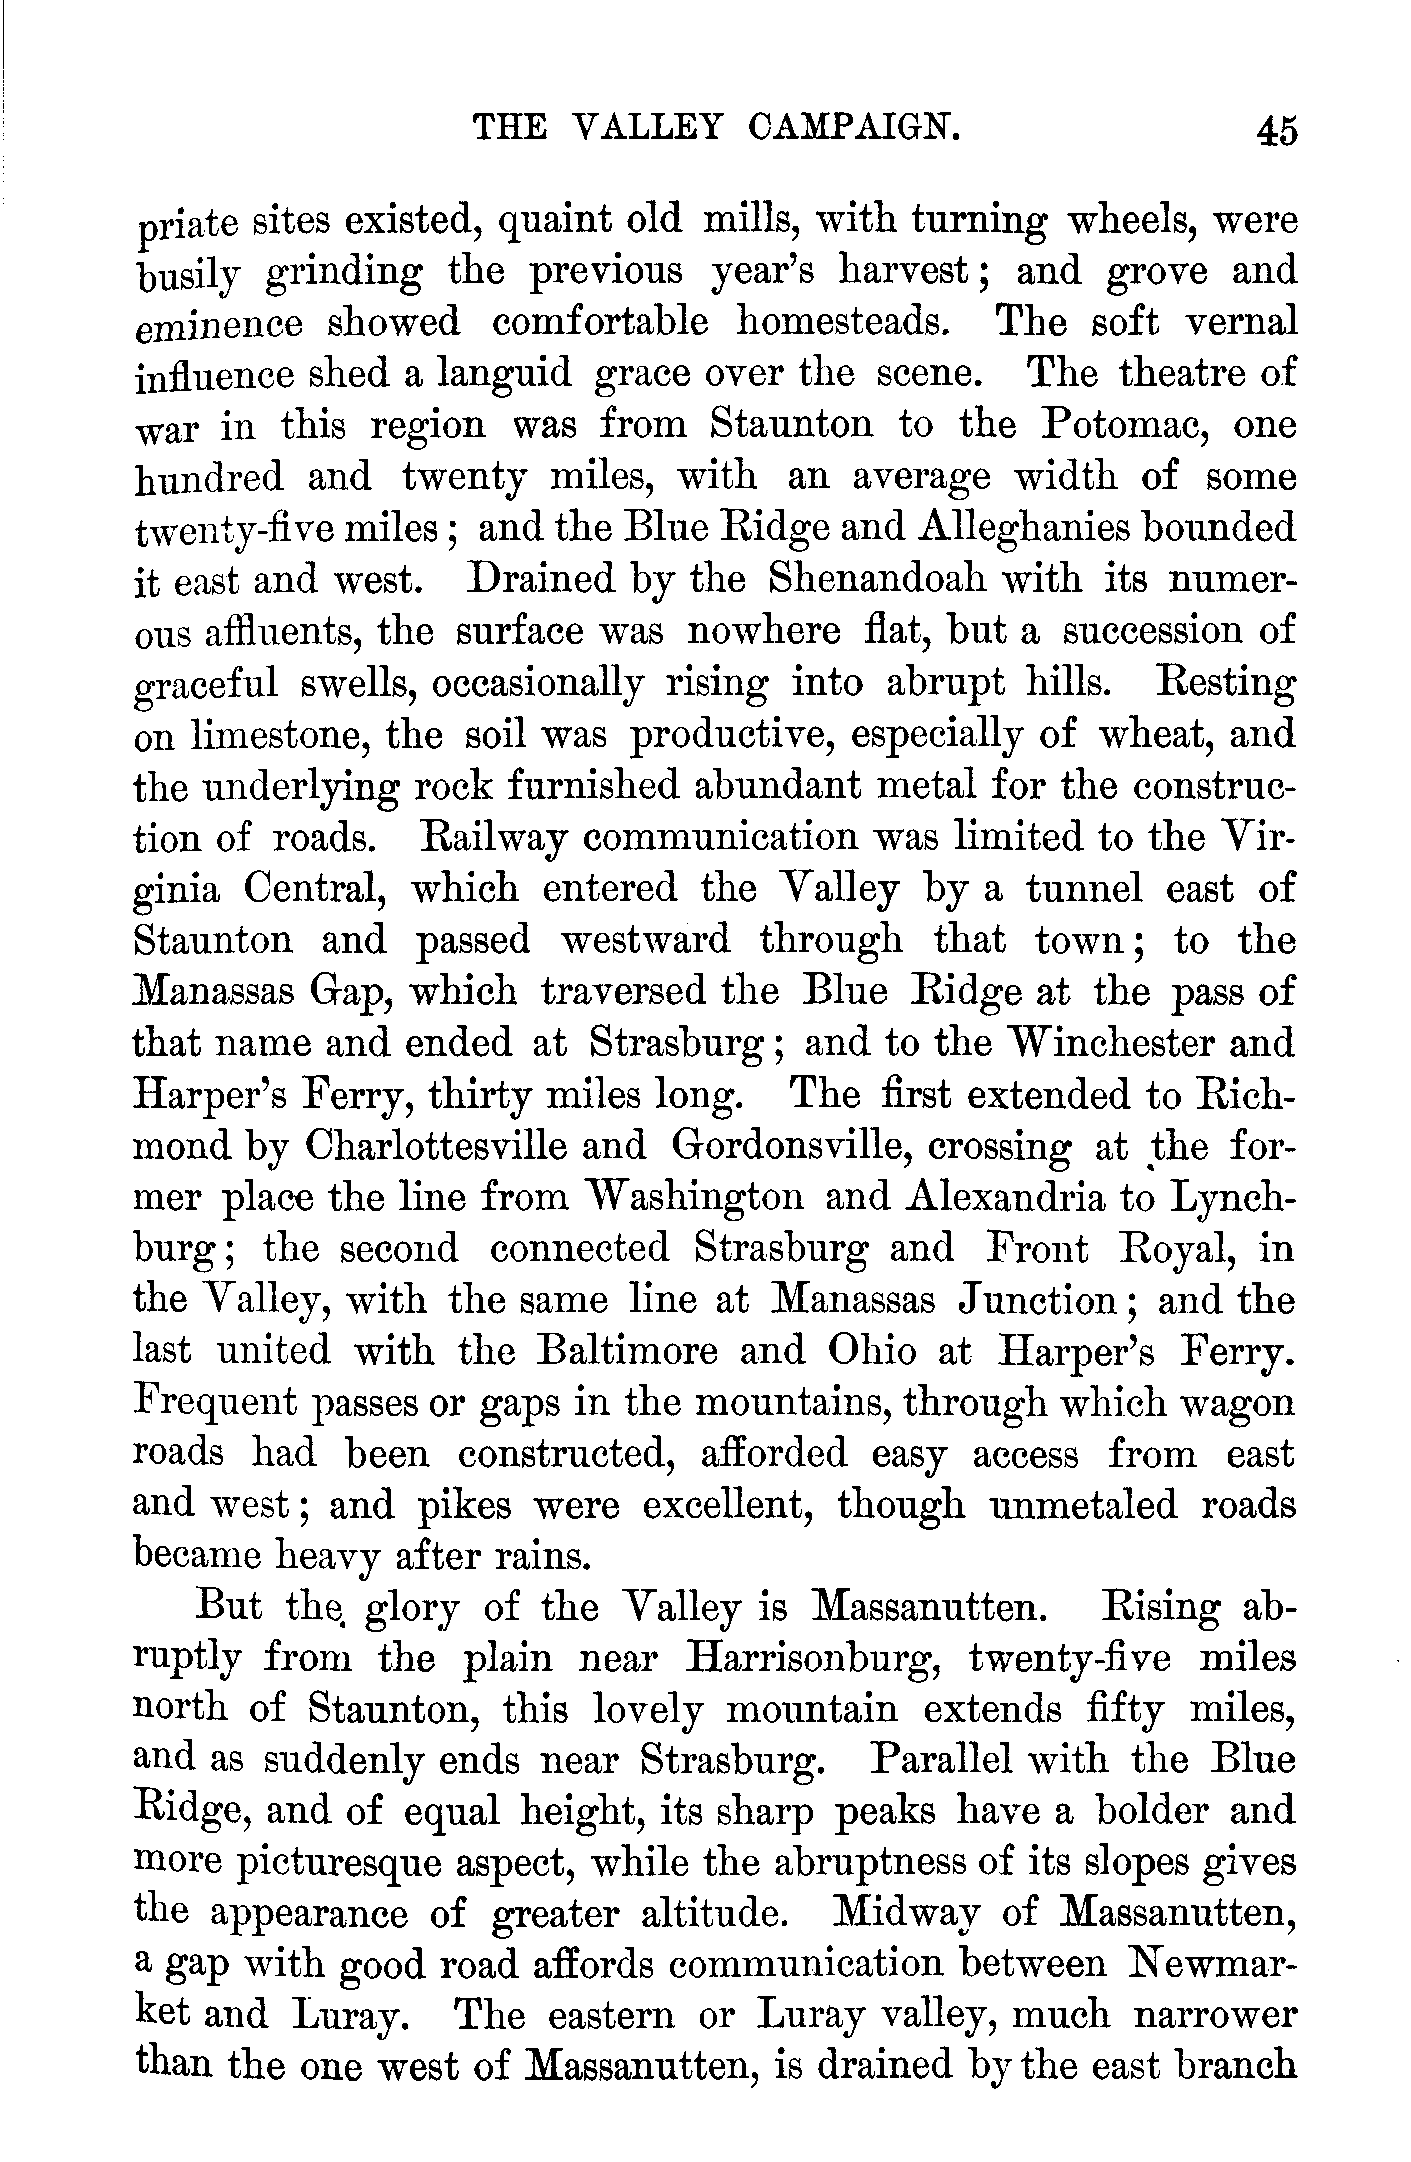 THE VALLEY CAMPAIGN. 45
priate sites existed, quaint old mills, with turning wheels, were
busily grinding the previous year's harvest; and grove and
eminence showed comfortable homesteads. The soft vernal
influence shed a languid grace over the scene. The theatre of
war in this region was from Staunton to the Potomac, one
hundred and twenty miles, with an average width of some
twenty-five miles; and the Blue Ridge and Alleghanies bounded
it east and west. Drained by the Shenandoah with its numer-
ous affluents, the surface was nowhere flat, but a succession of
graceful swells, occasionally rising into abrupt hills. Resting
on limestone, the soil was productive, especially of wheat, and
the underlying rock furnished abundant metal for the construc-
tion of roads. Railway communication was limited to the Vir-
ginia Central, which entered the Valley by a tunnel east of
Staunton and passed westward through that town; to the
Manassas Gap, which traversed the Blue Ridge at the pass of
that name and ended at Strasburg; and to the Winchester and
Harper's Ferry, thirty miles long. The first extended to Rich-
mond by Charlottesville and Gordonsville, crossing at the for-
mer place the line from Washington and Alexandria to Lynch-
burg; the second connected Strasburg and Front Royal, in
the Valley, with the same line at Manassas Junction; and the
last united with the Baltimore and Ohio at Harper's Ferry.
Frequent passes or gaps in the mountains, through which wagon
roads had been constructed, afforded easy access from east
and west; and pikes were excellent, though unmetaled roads
became heavy after rains.
But the glory of the Valley is Massanutten. Rising ab-
ruptly from the plain near Harrisonburg, twenty-five miles
north of Staunton, this lovely mountain extends fifty miles,
and as suddenly ends near Strasburg. Parallel with the Blue
Ridge, and of equal height, its sharp peaks have a bolder and
more picturesque aspect, while the abruptness of its slopes gives
the appearance of greater altitude. Midway of Massanutten,
a gap with good road affords communication between Newmar-
ket and Luray. The eastern or Luray valley, much narrower
than the one west of Massanutten, is drained by the east branch